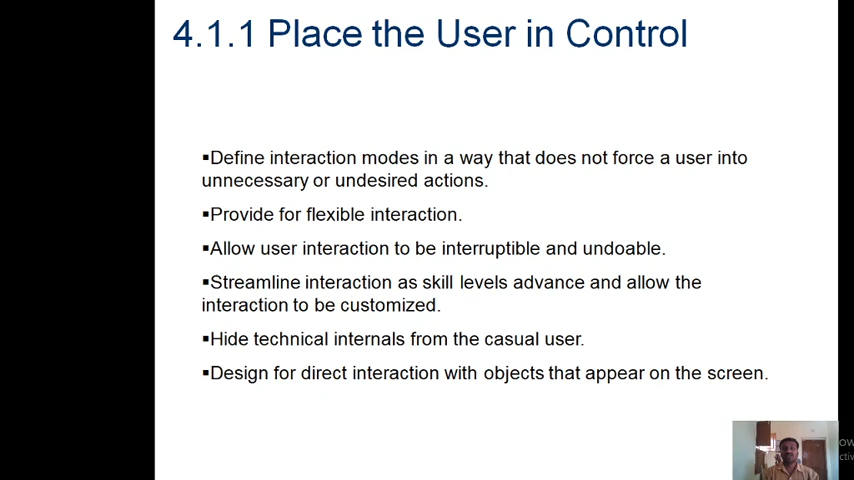 4.1.1 Place the User in Control
▪Define interaction modes in a way that does not force a user into
unnecessary or undesired actions.
▪Provide for flexible interaction.
▪Allow user interaction to be interruptible and undoable.
▪Streamline interaction as skill levels advance and allow the
interaction to be customized.
▪Hide technical internals from the casual user.
▪Design for direct interaction with objects that appear on the screen.